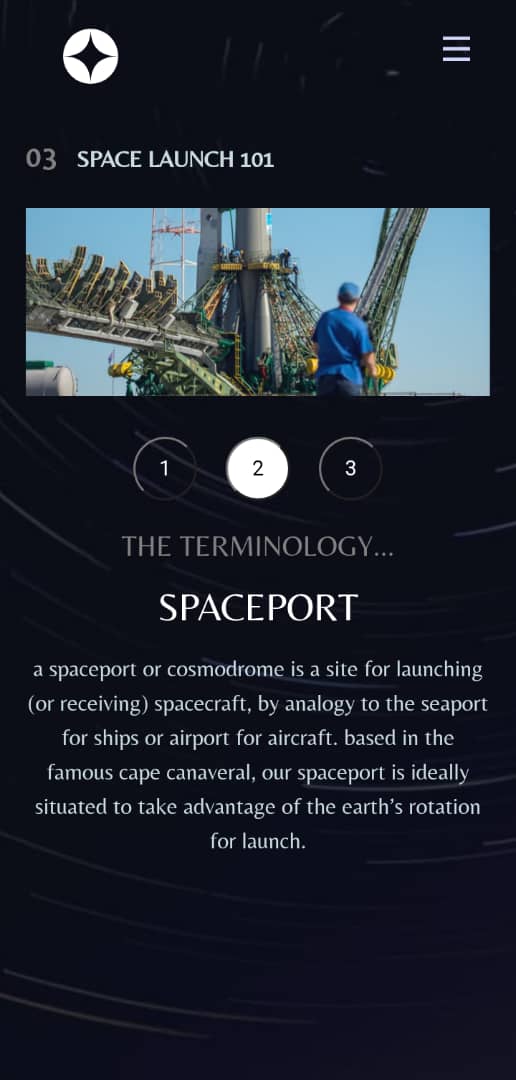 03 SPACE LAUNCH 101
1 2 3
THE TERMINOLOGY...
SPACEPORT
a spaceport or cosmodrome is a site for launching
(or receiving) spacecraft, by analogy to the seaport
for ships or airport for aircraft. based in the
famous cape canaveral, our spaceport is ideally
situated to take advantage of the earth’s rotation
for launch.